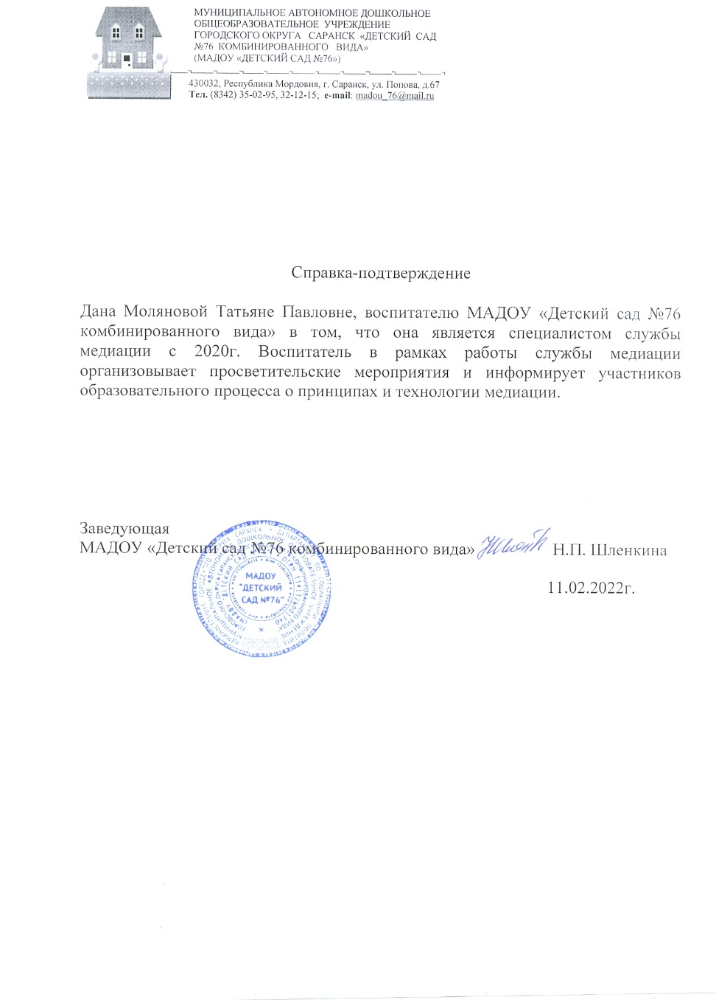 МУНИЦИПАЛЬНОЕ АВТОНОМНОЕ ДОШКОЛЬНОЕ
ОБЩЕОБРАЗОВАТЕЛЬНОЕ УЧРЕЖДЕНИЕ
ГОРОДСКОГО ОКРУГА САРАНСК «ДЕТСКИЙ САД
№76 КОМБИНИРОВАННОГО ВИДА»
(МАДОУ «ДЕТСКИЙ САД №76»)
430032, Республика Мордовия, г. Саранск, ул. Попова, д.67
Тел. (8342) 35-02-95, 32-12-15; e-mail: madou_76@mail.ru
Справка-подтверждение
Дана Моляновой Татьяне Павловне, воспитателю МАДОУ «Детский сад №76
комбинированного вида» в том, что она является специалистом службы
медиации с 2020г. Воспитатель в рамках работы службы медиации
организовывает просветительские мероприятия и информирует участников
образовательного процесса о принципах и технологии медиации.
Заведующая
МАДОУ «Детский сад №76 комбинированного вида» Н.П. Шленкина
11.02.2022г.
МАДОУ
"ДЕТСКИЙ
САД №76"